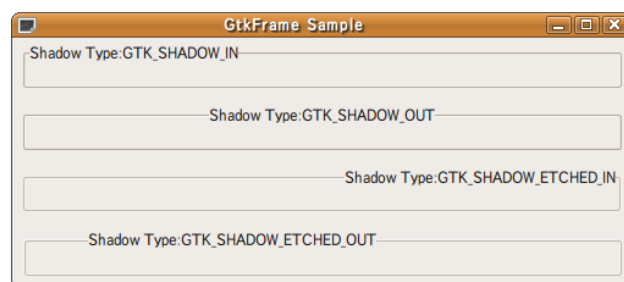 GtkFrame Sample
Shadow Type:GTK_SHADOW_IN
Shadow Type:GTK_SHADOW_OUT
Shadow Type:GTK_SHADOW_ETCHED_IN
Shadow Type:GTK_SHADOW_ETCHED_OUT